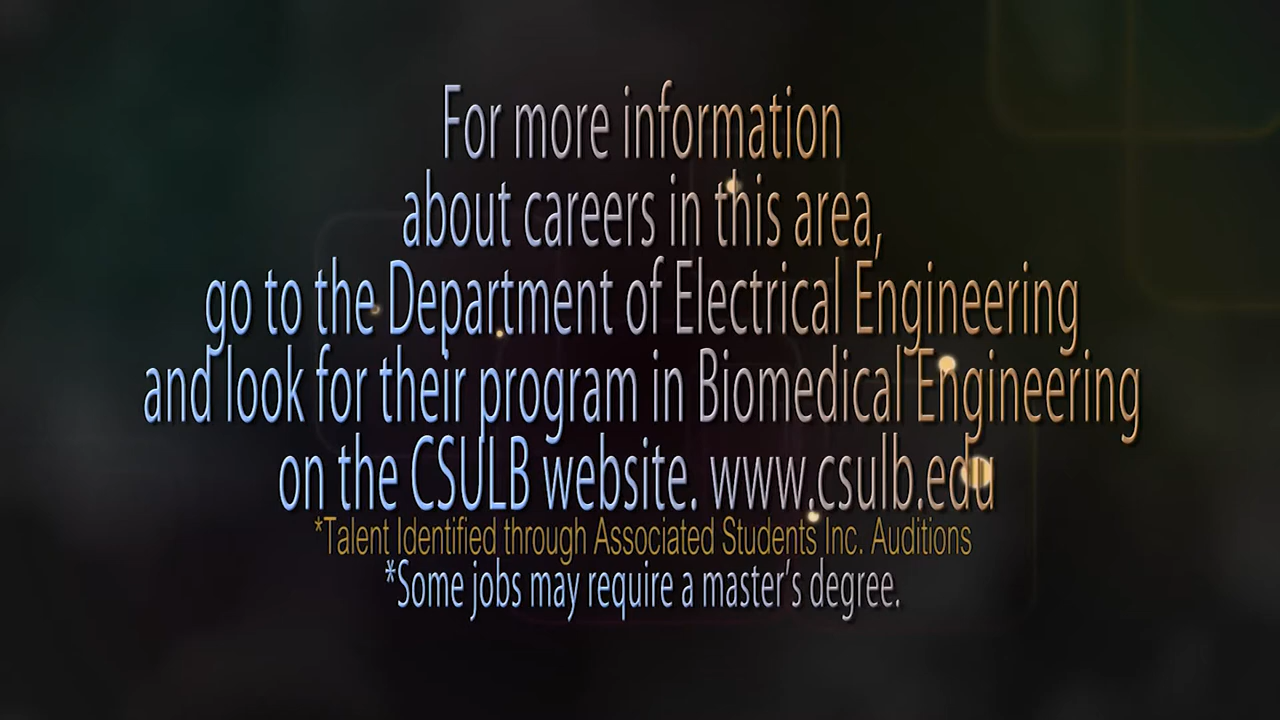 For more information
about careers in this area,
go to the Department of Electrical Engineering
and look for their program in Biomedical Engineering
on the CSULB website. www.csulb.edu
*Talent Identified through Associated Students Inc. Auditions
*Some jobs may require a master's degree.